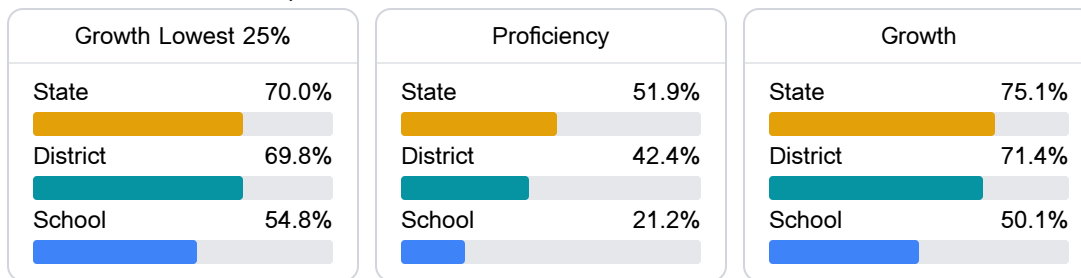 Growth Lowest 25%
State 70.0%
District 69.8%
School 54.8%
Proficiency
State 51.9%
District 42.4%
School 21.2%
Growth
State 75.1%
District 71.4%
School 50.1%